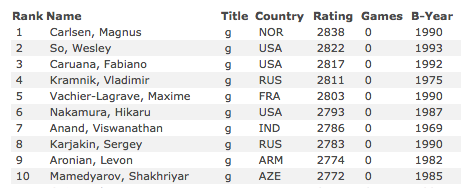 Rank Name Title Country Rating Games B-Year
1 Carlsen, Magnus g NOR 2838 0 1990
2 So, Wesley g USA 2822 0 1993
3 Caruana, Fabiano g USA 2817 0 1992
4 Kramnik, Vladimir g RUS 2811 0 1975
5 Vachier-Lagrave, Maxime g FRA 2803 0 1990
6 Nakamura, Hikaru g USA 2793 0 1987
7 Anand, Viswanathan g IND 2786 0 1969
8 Karjakin, Sergey g RUS 2783 0 1990
9 Aronian, Levon g ARM 2774 0 1982
10 Mamedyarov, Shakhriyar g AZE 2772 0 1985